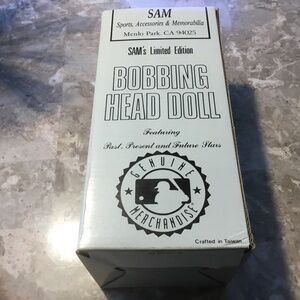 SAM
Sports, Accessories & Memorabilia
Menlo Park, CA 94025
SAM's Limited Edition
BOBBING
HEAD DOLL
Featuring
Past, Present and Future Stars
GENUINE
MERCHANDISE
Crafted in Taiwan